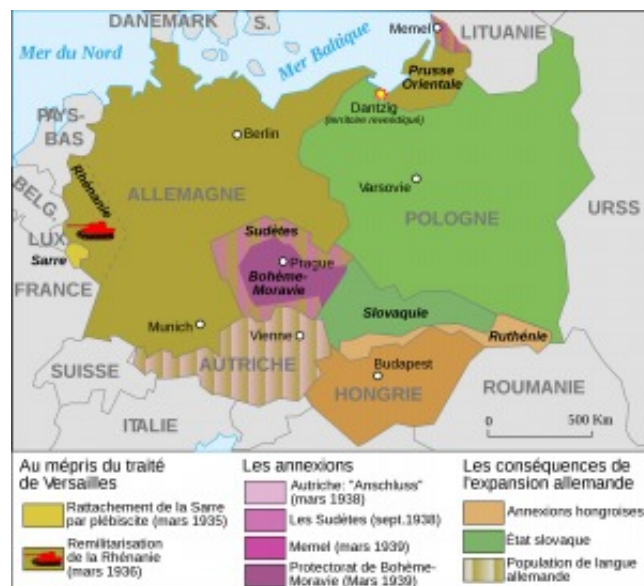 DANEMARK
S.
Mer du Nord
Mer Baltique
Memel
LITUANIE
Prusse
Orientale
Dantzig
(territoire revendiqué)
PAYS-
BAS
Berlin
Rhénanie
ALLEMAGNE
Varsovie
POLOGNE
URSS
BELG.
LUX
Sarre
FRANCE
Sudètes
Prague
Bohème-
Moravie
Slovaquie
Ruthénie
Munich
Vienne
AUTRICHE
Budapest
HONGRIE
ROUMANIE
SUISSE
ITALIE
0 500 Km
Au mépris du traité
de Versailles
Rattachement de la Sarre
par plébiscite (mars 1935)
Remilitarisation
de la Rhénanie
(mars 1936)
Les annexions
Autriche: "Anschluss"
(mars 1938)
Les Sudètes (sept.1938)
Memel (mars 1939)
Protectorat de Bohème-
Moravie (Mars 1939)
Les conséquences de
l'expansion allemande
Annexions hongroises
État slovaque
Population de langue
allemande